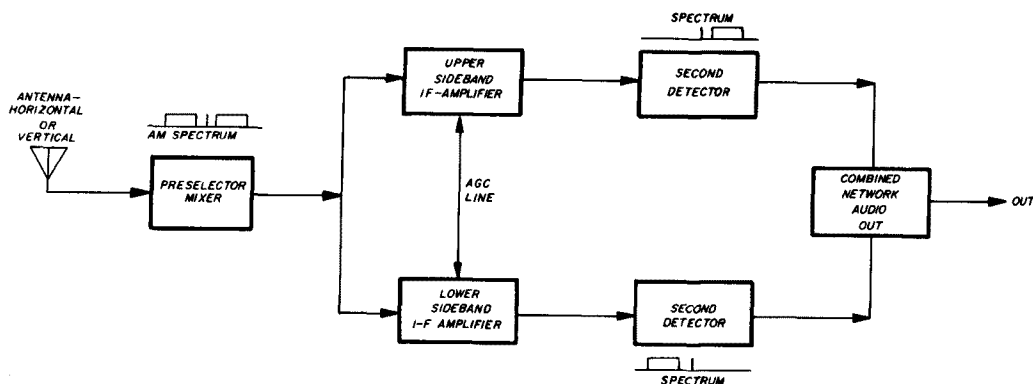 SPECTRUM
UPPER
SIDEBAND
IF-AMPLIFIER
SECOND
DETECTOR
ANTENNA-
HORIZONTAL
OR
VERTICAL
AM SPECTRUM
PRESELECTOR
MIXER
AGC
LINE
COMBINED
NETWORK
AUDIO
OUT
OUT
LOWER
SIDEBAND
I-F AMPLIFIER
SECOND
DETECTOR
SPECTRUM